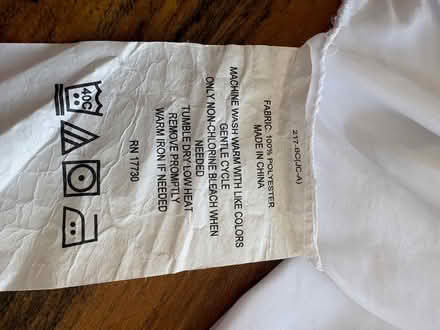 217-BC(JC-A)
FABRIC: 100% POLYESTER
MADE IN CHINA
MACHINE WASH WARM WITH LIKE COLORS
GENTLE CYCLE
ONLY NON-CHLORINE BLEACH WHEN
NEEDED
TUMBLE DRY LOW HEAT
REMOVE PROMPTLY
WARM IRON IF NEEDED
RN 17730
40C